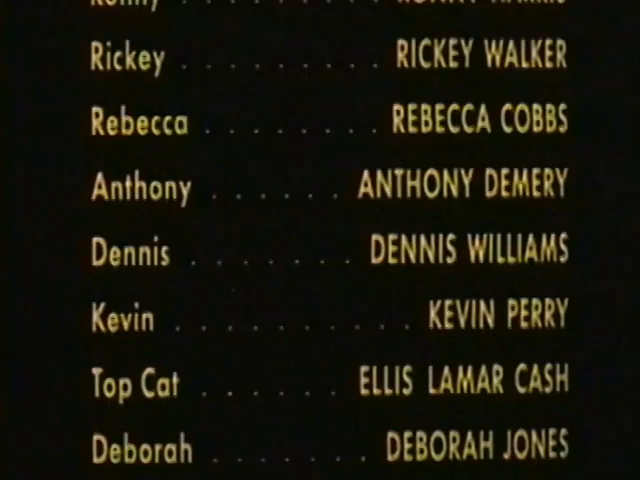 Rickey . . . . . . . . . RICKEY WALKER
Rebecca . . . . . . . . REBECCA COBBS
Anthony . . . . . . ANTHONY DEMERY
Dennis . . . . . . . DENNIS WILLIAMS
Kevin . . . . . . . . . . KEVIN PERRY
Top Cat . . . . . . ELLIS LAMAR CASH
Deborah . . . . . . . DEBORAH JONES